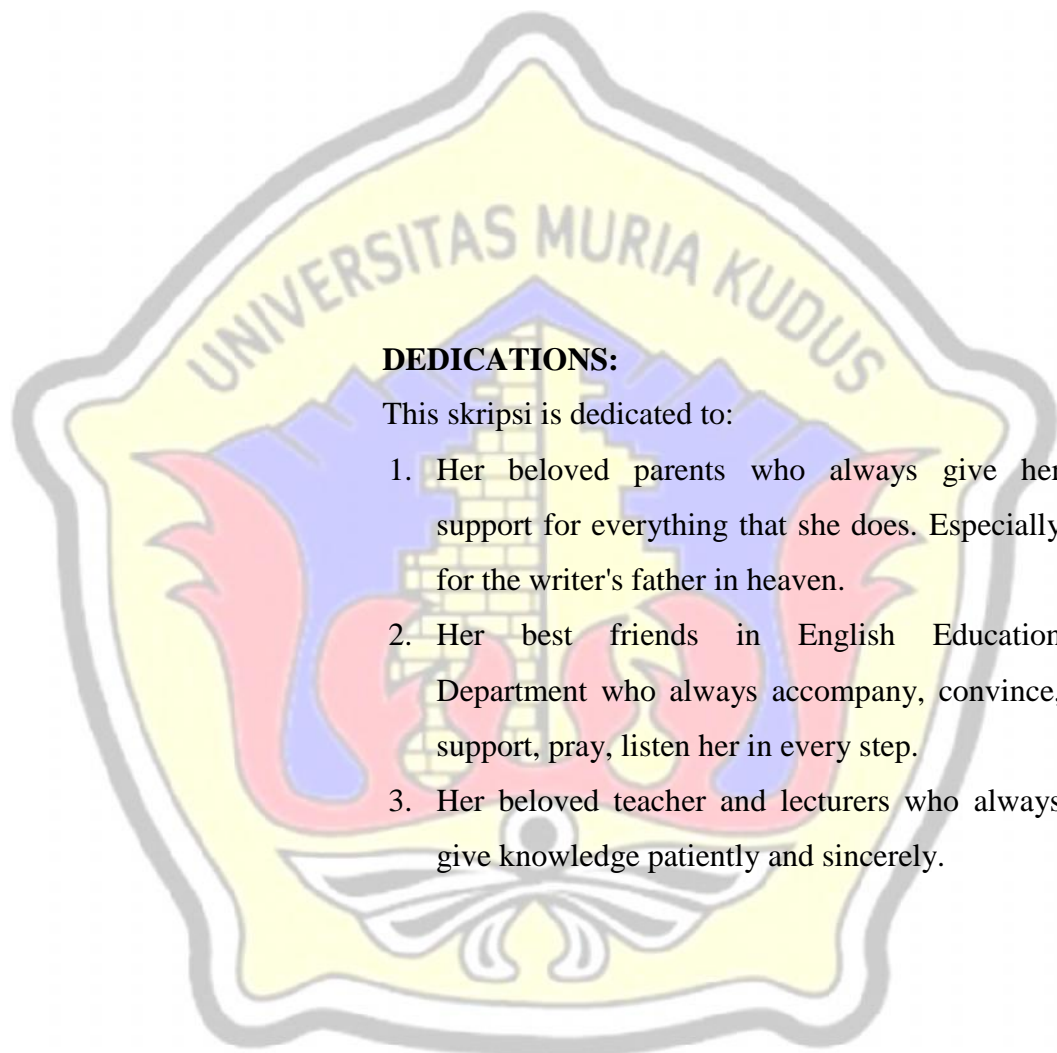 UNIVERSITAS MURIA KUDUS
DEDICATIONS:
This skripsi is dedicated to:
1. Her beloved parents who always give her
support for everything that she does. Especially
for the writer's father in heaven.
2. Her best friends in English Education
Department who always accompany, convince,
support, pray, listen her in every step.
3. Her beloved teacher and lecturers who always
give knowledge patiently and sincerely.